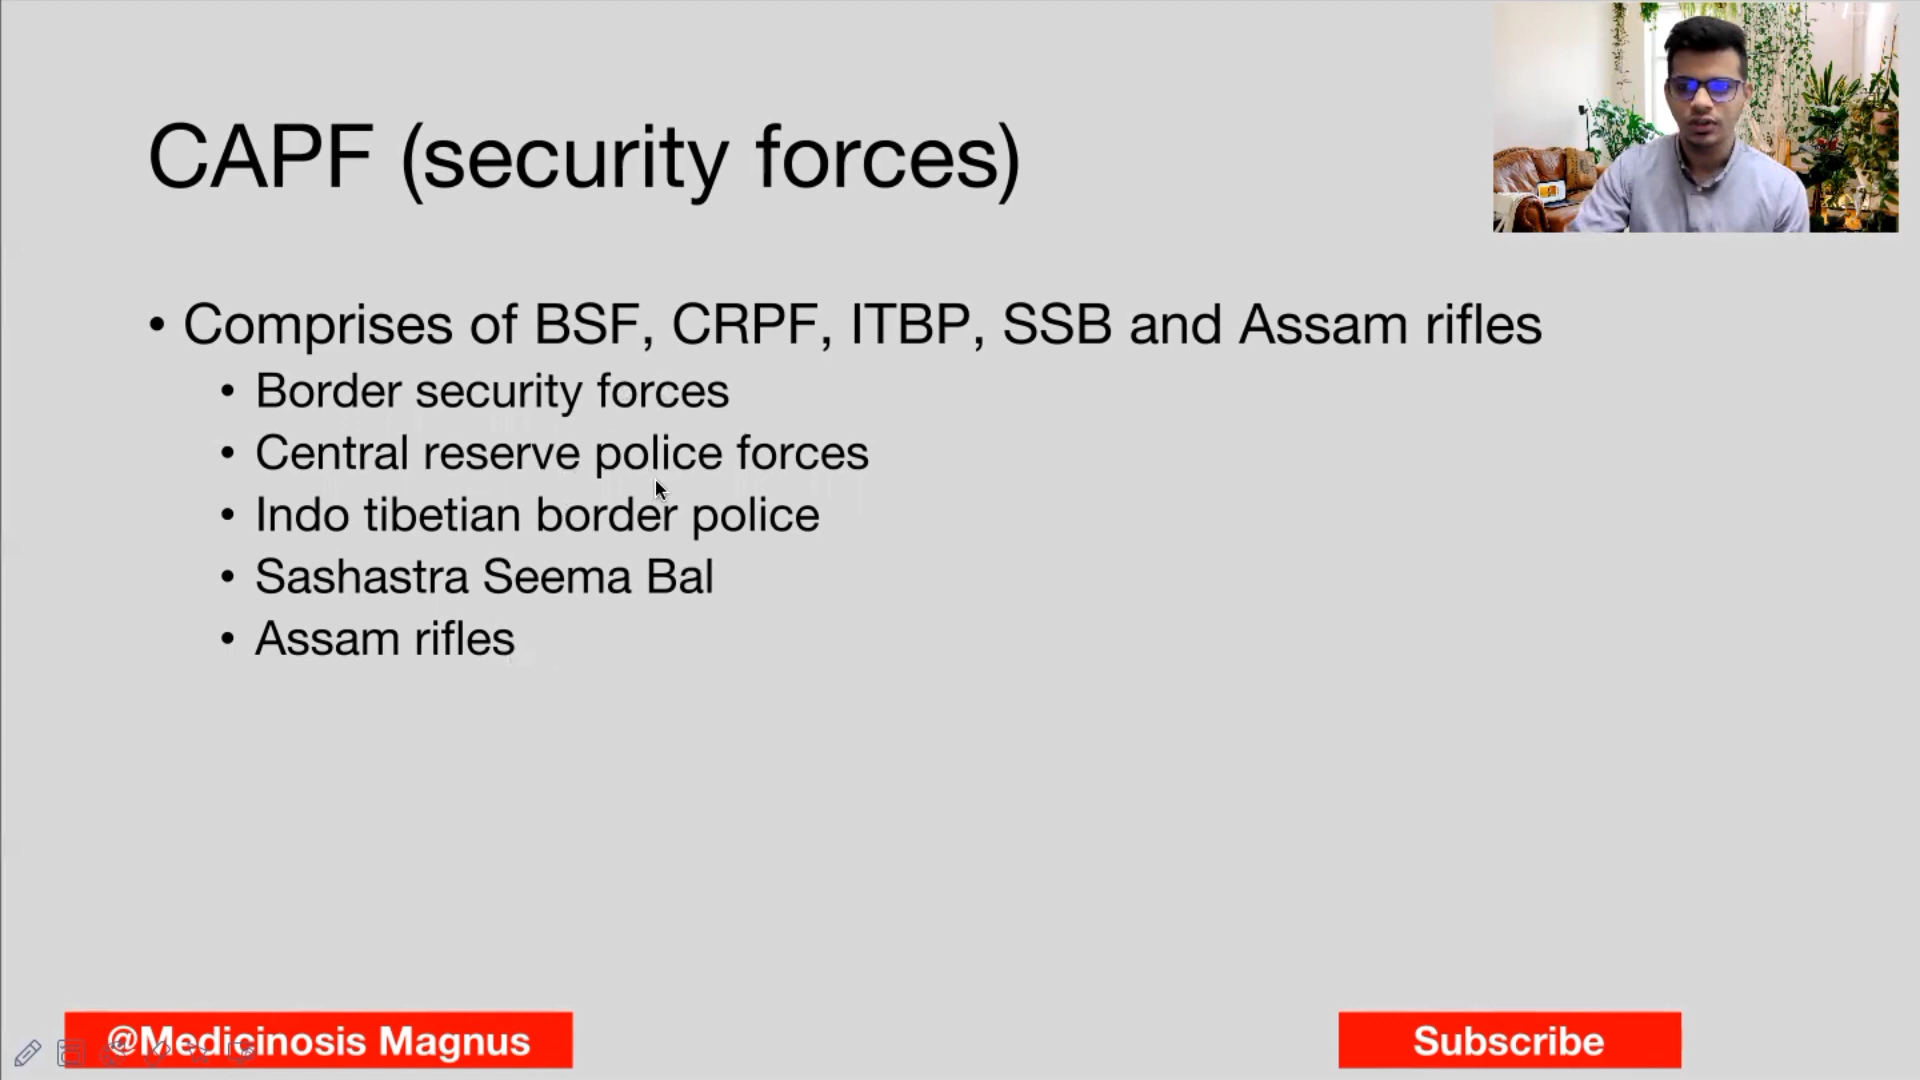 CAPF (security forces)
• Comprises of BSF, CRPF, ITBP, SSB and Assam rifles
• Border security forces
• Central reserve police forces
• Indo tibetian border police
• Sashastra Seema Bal
• Assam rifles
@Medicinosis Magnus
Subscribe